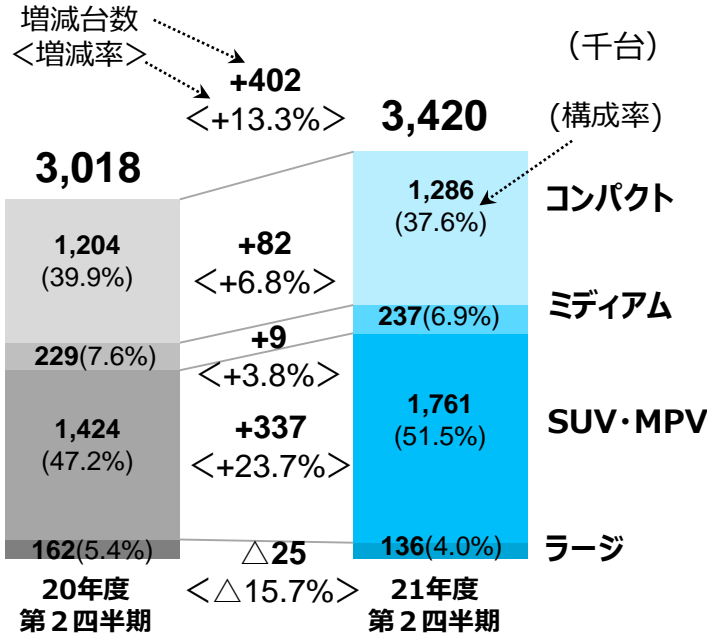 増減台数
＜増減率＞
+402
＜+13.3%＞
（千台）
3,018
3,420
(構成率)
1,204
(39.9%)
+82
＜+6.8%＞
1,286
(37.6%)
コンパクト
229(7.6%)
+9
＜+3.8%＞
237(6.9%)
ミディアム
1,424
(47.2%)
+337
＜+23.7%＞
1,761
(51.5%)
SUV・MPV
162(5.4%)
△25
＜△15.7%＞
136(4.0%)
ラージ
20年度
第２四半期
21年度
第２四半期